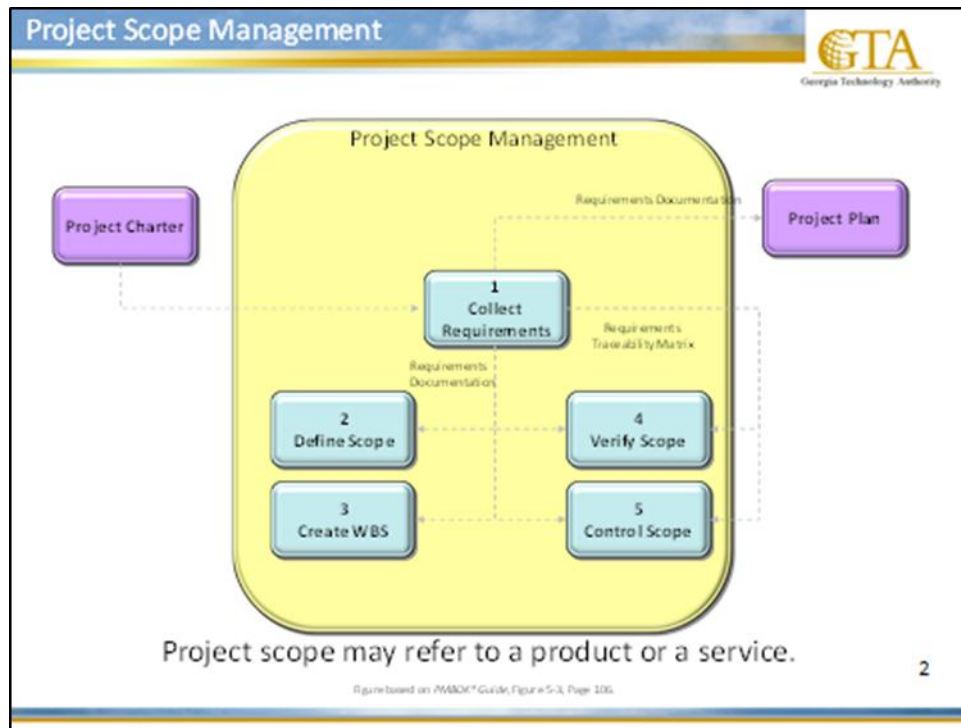 Project Scope Management
GTA
Georgia Technology Authority
Project Scope Management
Requirements Documentation
Project Charter
Project Plan
1
Collect
Requirements
Requirements
Traceability Matrix
Requirements
Documentation
2
Define Scope
4
Verify Scope
3
Create WBS
5
Control Scope
Project scope may refer to a product or a service.
2
Figure based on PMBOK® Guide, Figure 5-3, Page 106.